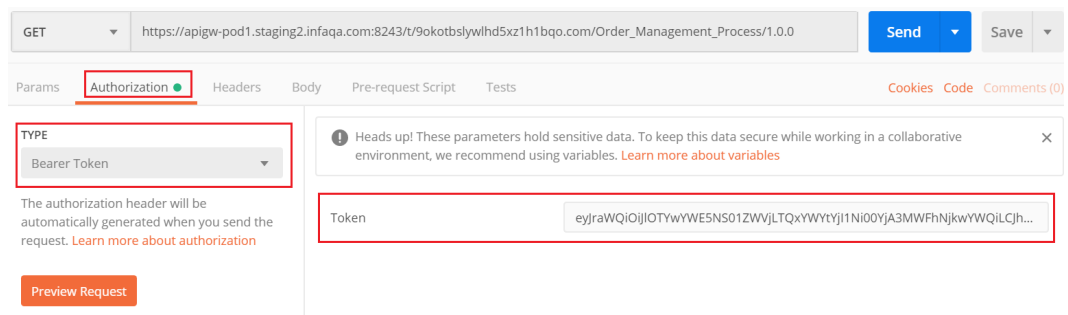 GET
https://apigw-pod1.staging2.infaqa.com:8243/t/9okotbslywlhd5xz1h1bqo.com/Order_Management_Process/1.0.0
Send
Save
Params
Authorization
Headers
Body
Pre-request Script
Tests
Cookies
Code
Comments (0)
TYPE
Bearer Token
The authorization header will be
automatically generated when you send the
request. Learn more about authorization
Preview Request
Heads up! These parameters hold sensitive data. To keep this data secure while working in a collaborative
environment, we recommend using variables. Learn more about variables
Token
eyJraWQiOiJlOTYwYWE5NS01ZWVjLTQxYWYtYjI1Ni00YjA3MWFhNjkwYWQiLCJh...